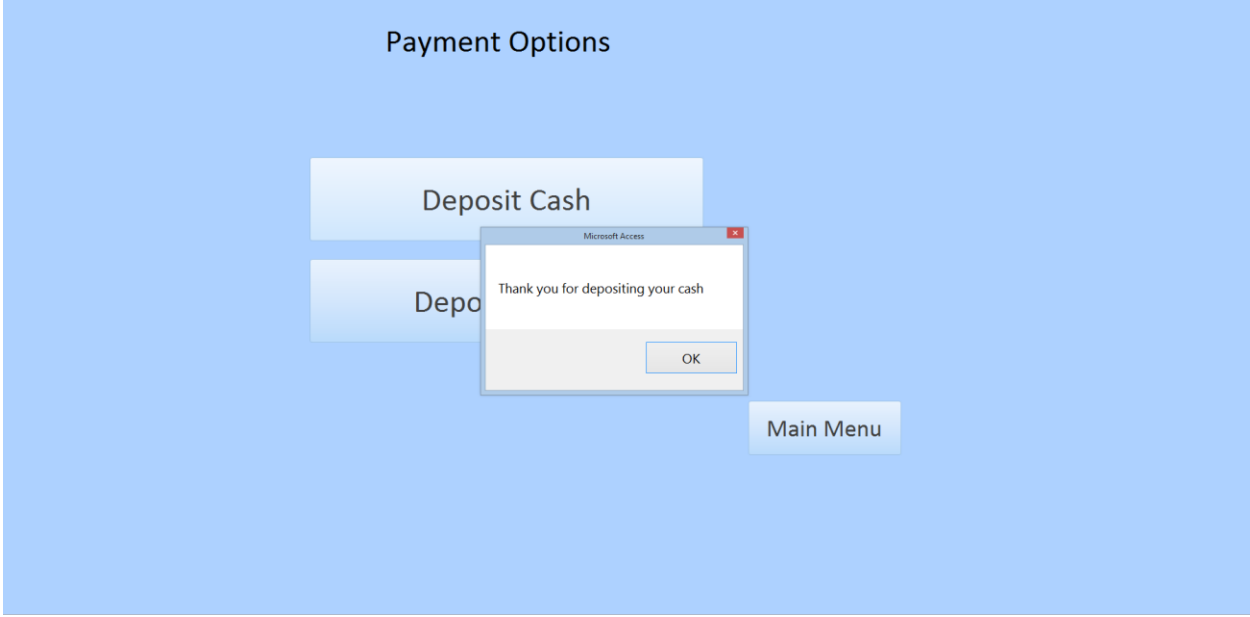 Payment Options
Deposit Cash
Microsoft Access
Thank you for depositing your cash
OK
Main Menu